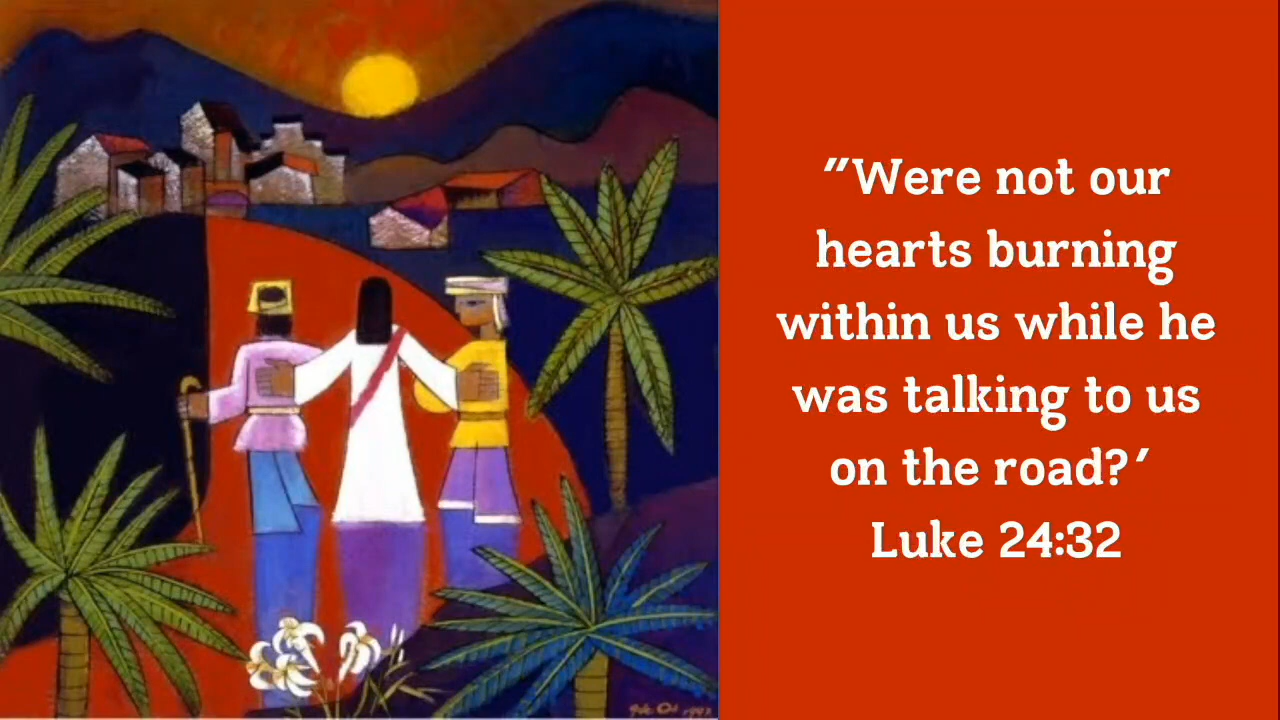 "Were not our
hearts burning
within us while he
was talking to us
on the road?'
Luke 24:32